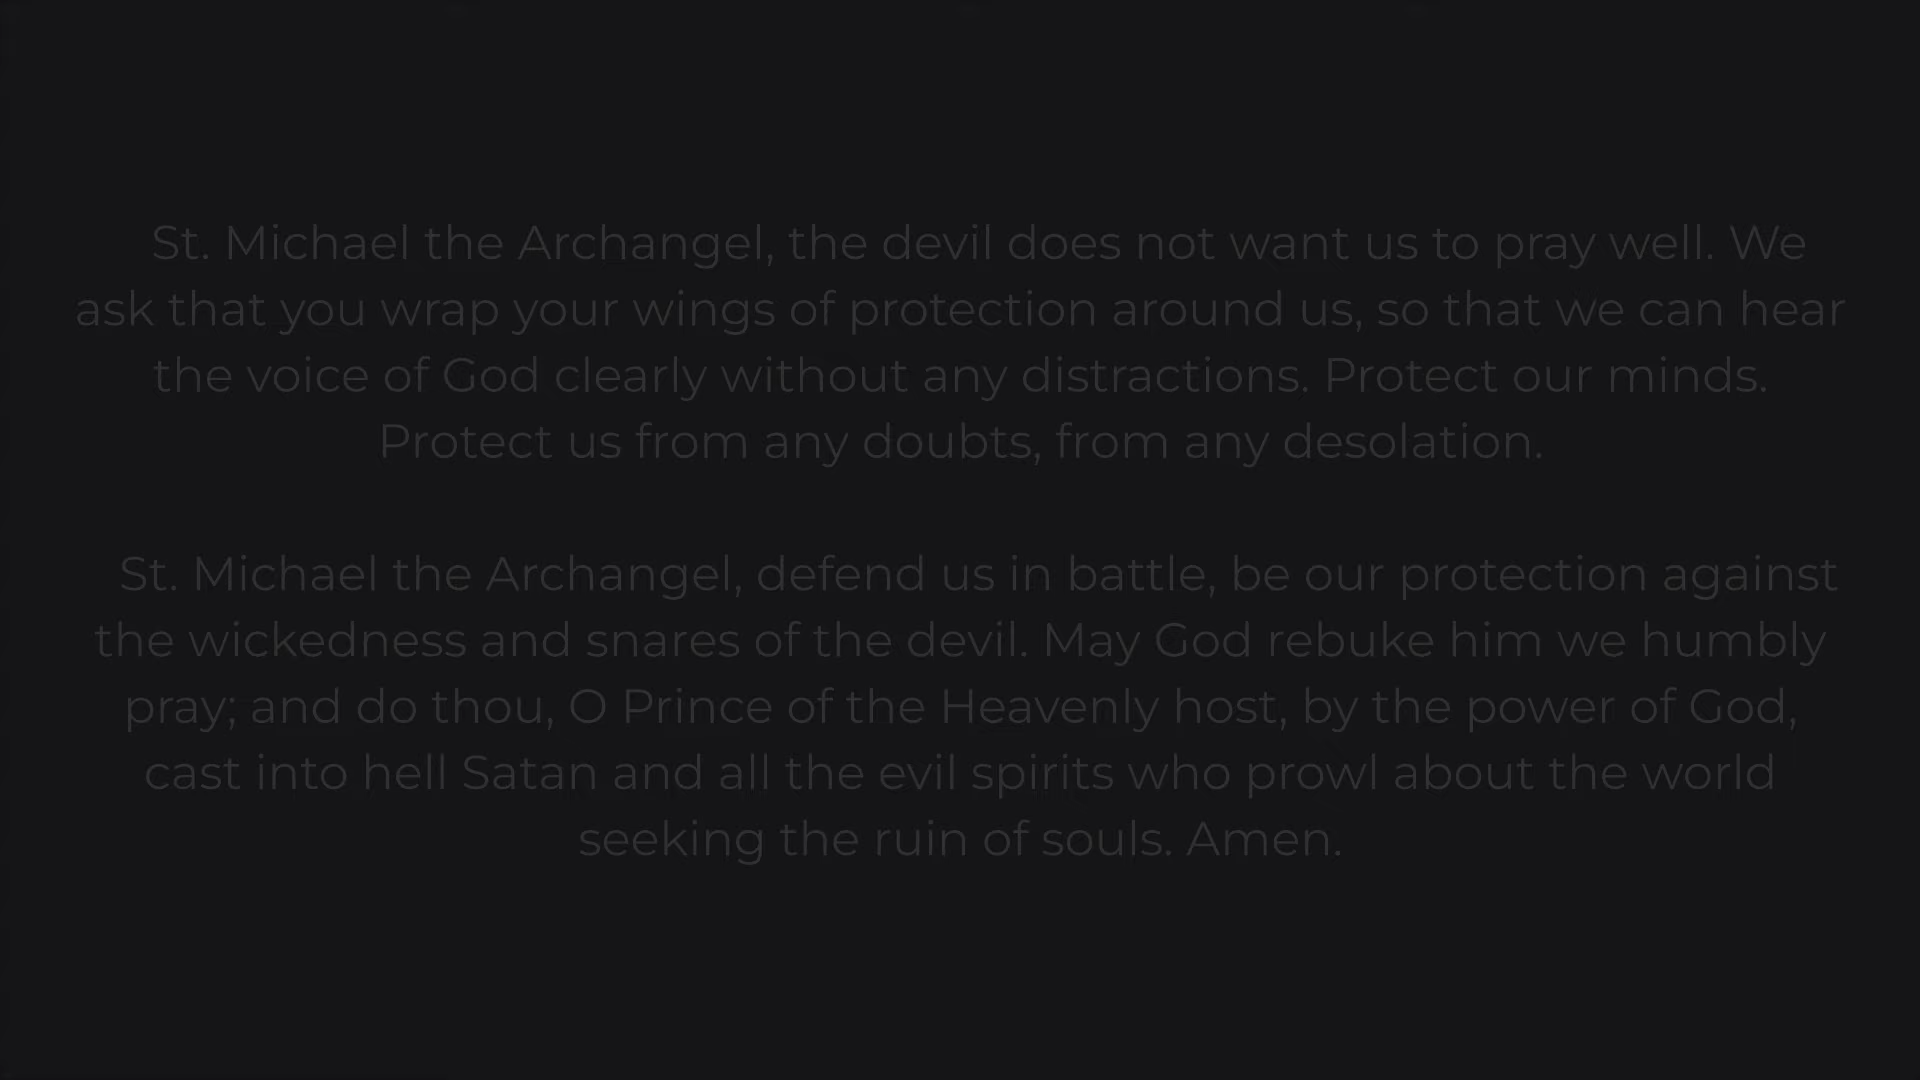 St. Michael the Archangel, the devil does not want us to pray well. We
ask that you wrap your wings of protection around us, so that we can hear
the voice of God clearly without any distractions. Protect our minds.
Protect us from any doubts, from any desolation.
St. Michael the Archangel, defend us in battle, be our protection against
the wickedness and snares of the devil. May God rebuke him we humbly
pray; and do thou, O Prince of the Heavenly host, by the power of God,
cast into hell Satan and all the evil spirits who prowl about the world
seeking the ruin of souls. Amen.